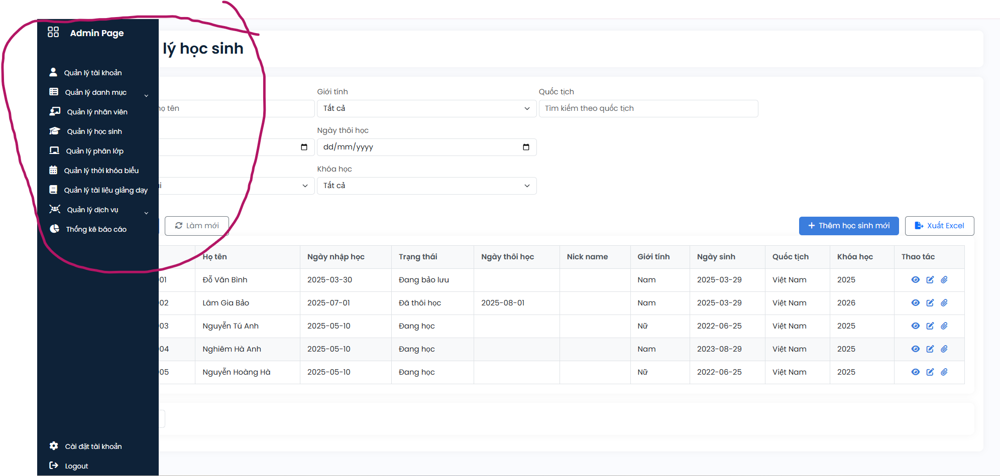 Admin Page
lý học sinh
Quản lý tài khoản
Quản lý danh mục
Quản lý nhân viên
Quản lý học sinh
Quản lý phân lớp
Quản lý thời khóa biểu
Quản lý tài liệu giảng dạy
Quản lý dịch vụ
Thống kê báo cáo
Cài đặt tài khoản
Logout
Giới tính Quốc tịch
họ tên Tất cả Tìm kiếm theo quốc tịch
Ngày thôi học
dd/mm/yyyy
Khóa học
Tất cả
Làm mới Thêm học sinh mới Xuất Excel
Họ tên Ngày nhập học Trạng thái Ngày thôi học Nick name Giới tính Ngày sinh Quốc tịch Khóa học Thao tác
01 Đỗ Văn Bình 2025-03-30 Đang bảo lưu Nam 2025-03-29 Việt Nam 2025
02 Lâm Gia Bảo 2025-07-01 Đã thôi học 2025-08-01 Nam 2025-03-29 Việt Nam 2026
03 Nguyễn Tú Anh 2025-05-10 Đang học Nữ 2022-06-25 Việt Nam 2025
04 Nghiêm Hà Anh 2025-05-10 Đang học Nam 2023-08-29 Việt Nam 2025
05 Nguyễn Hoàng Hà 2025-05-10 Đang học Nữ 2022-06-25 Việt Nam 2025